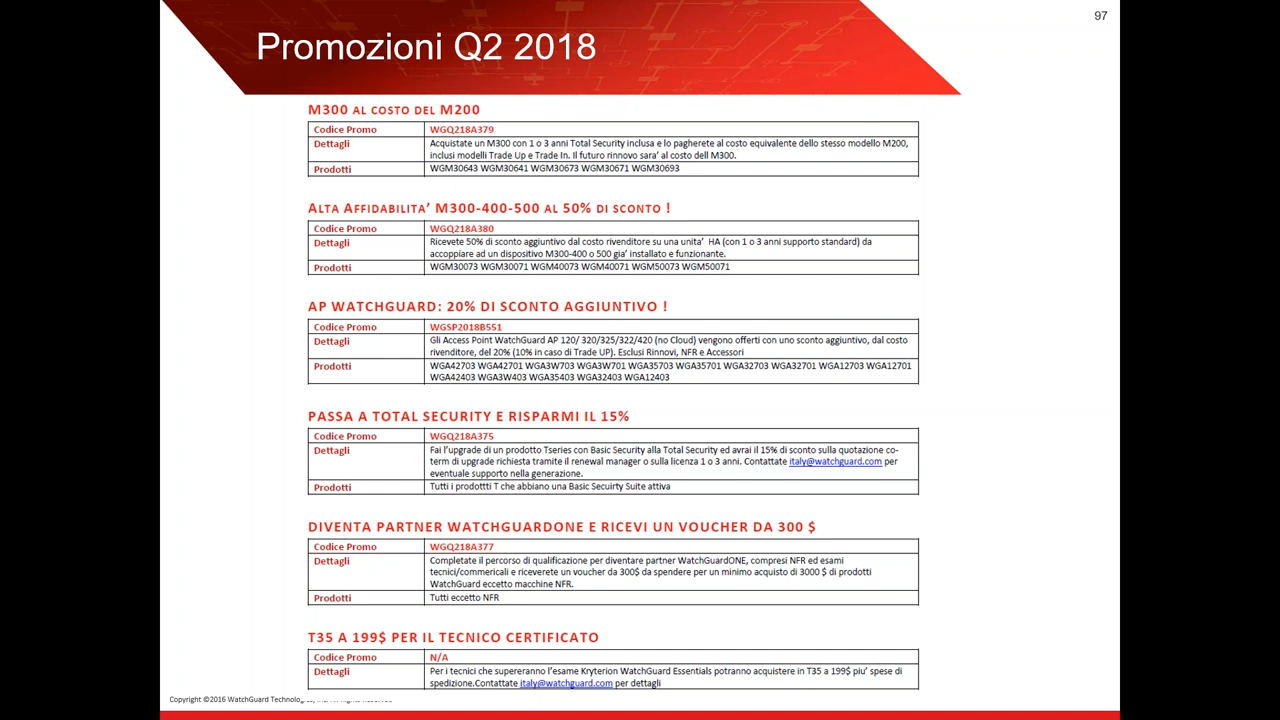 97
Promozioni Q2 2018
M300 AL COSTO DEL M200
Codice Promo WGQ218A379
Dettagli Acquistate un M300 con 1 o 3 anni Total Security inclusa e lo pagherete al costo equivalente dello stesso modello M200,
inclusi modelli Trade Up e Trade In. Il futuro rinnovo sara' al costo dell M300.
Prodotti WGM30643 WGM30641 WGM30673 WGM30671 WGM30693
ALTA AFFIDABILITA' M300-400-500 AL 50% DI SCONTO !
Codice Promo WGQ218A380
Dettagli Ricevete 50% di sconto aggiuntivo dal costo rivenditore su una unita' HA (con 1 o 3 anni supporto standard) da
accoppiare ad un dispositivo M300-400 o 500 gia' installato e funzionante.
Prodotti WGM30073 WGM30071 WGM40073 WGM40071 WGM50073 WGM50071
AP WATCHGUARD: 20% DI SCONTO AGGIUNTIVO !
Codice Promo WGSP2018B551
Dettagli Gli Access Point WatchGuard AP 120/ 320/325/322/420 (no Cloud) vengono offerti con uno sconto aggiuntivo, dal costo
rivenditore, del 20% (10% in caso di Trade UP). Esclusi Rinnovi, NFR e Accessori
Prodotti WGA42703 WGA42701 WGA3W703 WGA3W701 WGA35703 WGA35701 WGA32703 WGA32701 WGA12703 WGA12701
WGA42403 WGA3W403 WGA35403 WGA32403 WGA12403
PASSA A TOTAL SECURITY E RISPARMI IL 15%
Codice Promo WGQ218A375
Dettagli Fai l'upgrade di un prodotto Tseries con Basic Security alla Total Security ed avrai il 15% di sconto sulla quotazione co-
term di upgrade richiesta tramite il renewal manager o sulla licenza 1 o 3 anni. Contattate italy@watchguard.com per
eventuale supporto nella generazione.
Prodotti Tutti i prodottti T che abbiano una Basic Secuirty Suite attiva
DIVENTA PARTNER WATCHGUARDONE E RICEVI UN VOUCHER DA 300 $
Codice Promo WGQ218A377
Dettagli Completate il percorso di qualificazione per diventare partner WatchGuardONE, compresi NFR ed esami
tecnici/commericali e riceverete un voucher da 300$ da spendere per un minimo acquisto di 3000 $ di prodotti
WatchGuard eccetto macchine NFR.
Prodotti Tutti eccetto NFR
T35 A 199$ PER IL TECNICO CERTIFICATO
Codice Promo N/A
Dettagli Per i tecnici che supereranno l'esame Kryterion WatchGuard Essentials potranno acquistere in T35 a 199$ piu' spese di
spedizione.Contattate italy@watchguard.com per dettagli
Copyright ©2016 WatchGuard